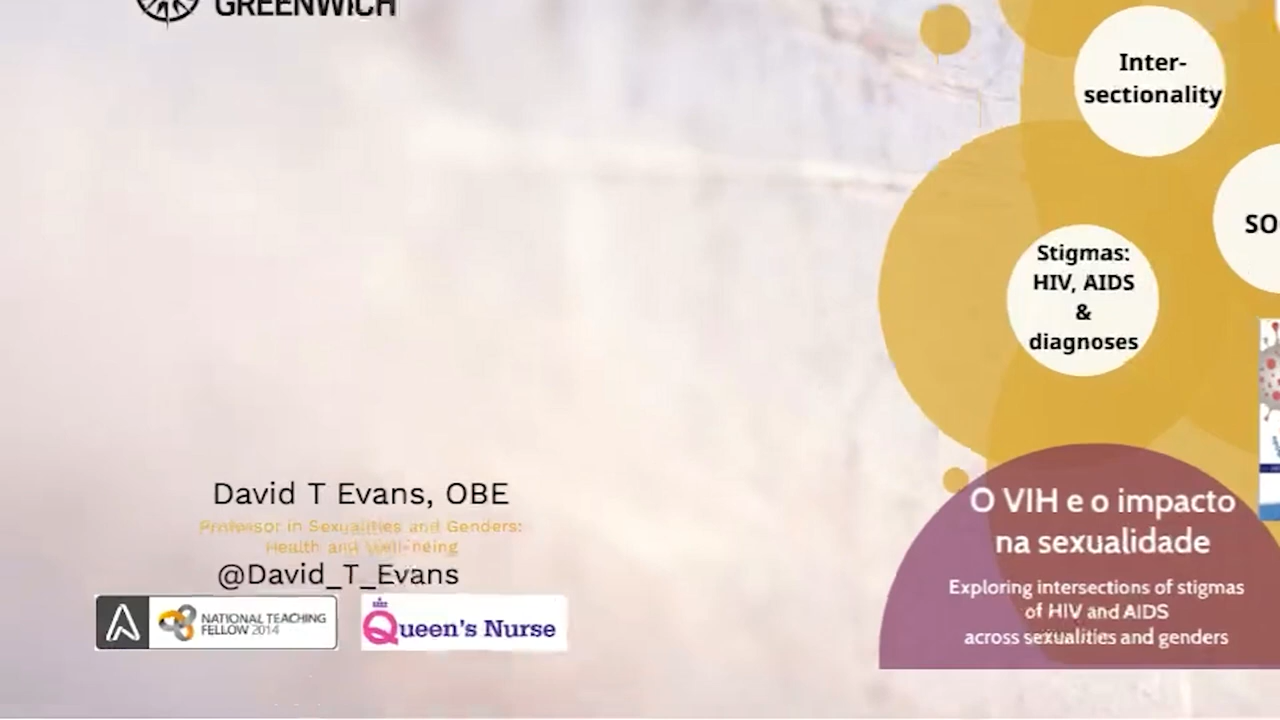 GREENWICH
Inter-
sectionality
SO
Stigmas:
HIV, AIDS
&
diagnoses
David T Evans, OBE
Professor in Sexualities and Genders:
Health and Well-being
@David_T_Evans
NATIONAL TEACHING
FELLOW 2014
Queen's Nurse
O VIH e o impacto
na sexualidade
Exploring intersections of stigmas
of HIV and AIDS
across sexualities and genders